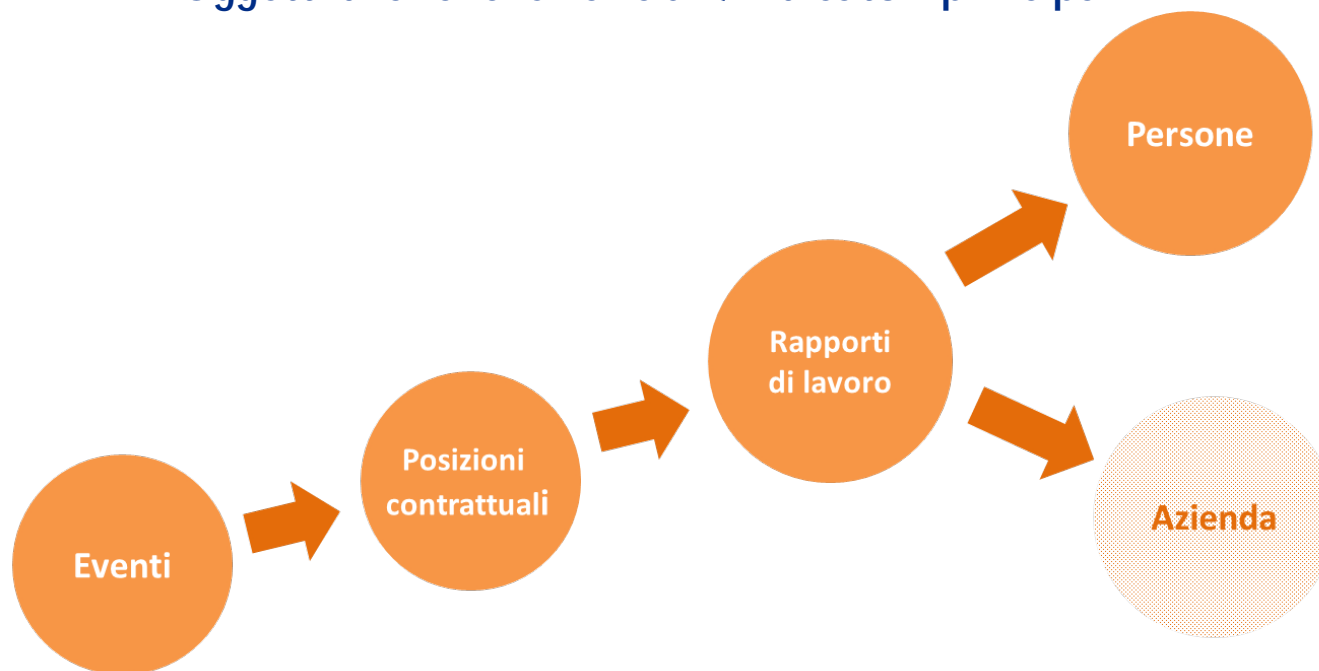 Persone
Rapporti
di lavoro
Posizioni
contrattuali
Azienda
Eventi